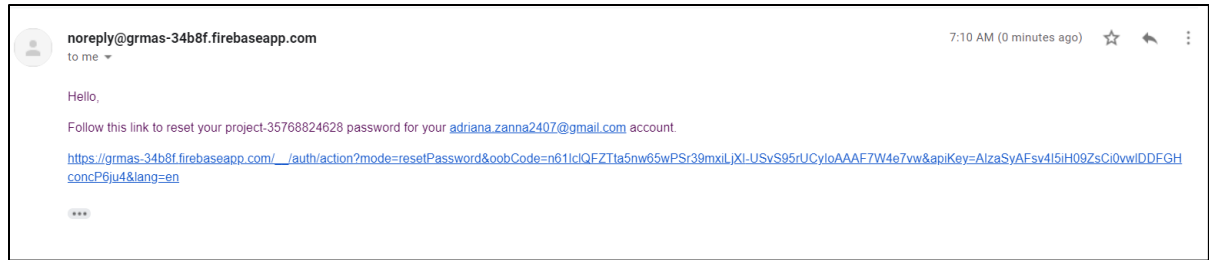 noreply@grmas-34b8f.firebaseapp.com
7:10 AM (0 minutes ago)
to me
Hello,
Follow this link to reset your project-35768824628 password for your adriana.zanna2407@gmail.com account.
https://grmas-34b8f.firebaseapp.com/__/auth/action?mode=resetPassword&oobCode=n61lclQFZTta5nw65wPSr39mxiLjXI-USvS95rUCyIoAAAF7W4e7vw&apiKey=AIzaSyAFsv4I5iH09ZsCi0vwIDDFGH
concP6ju4&lang=en